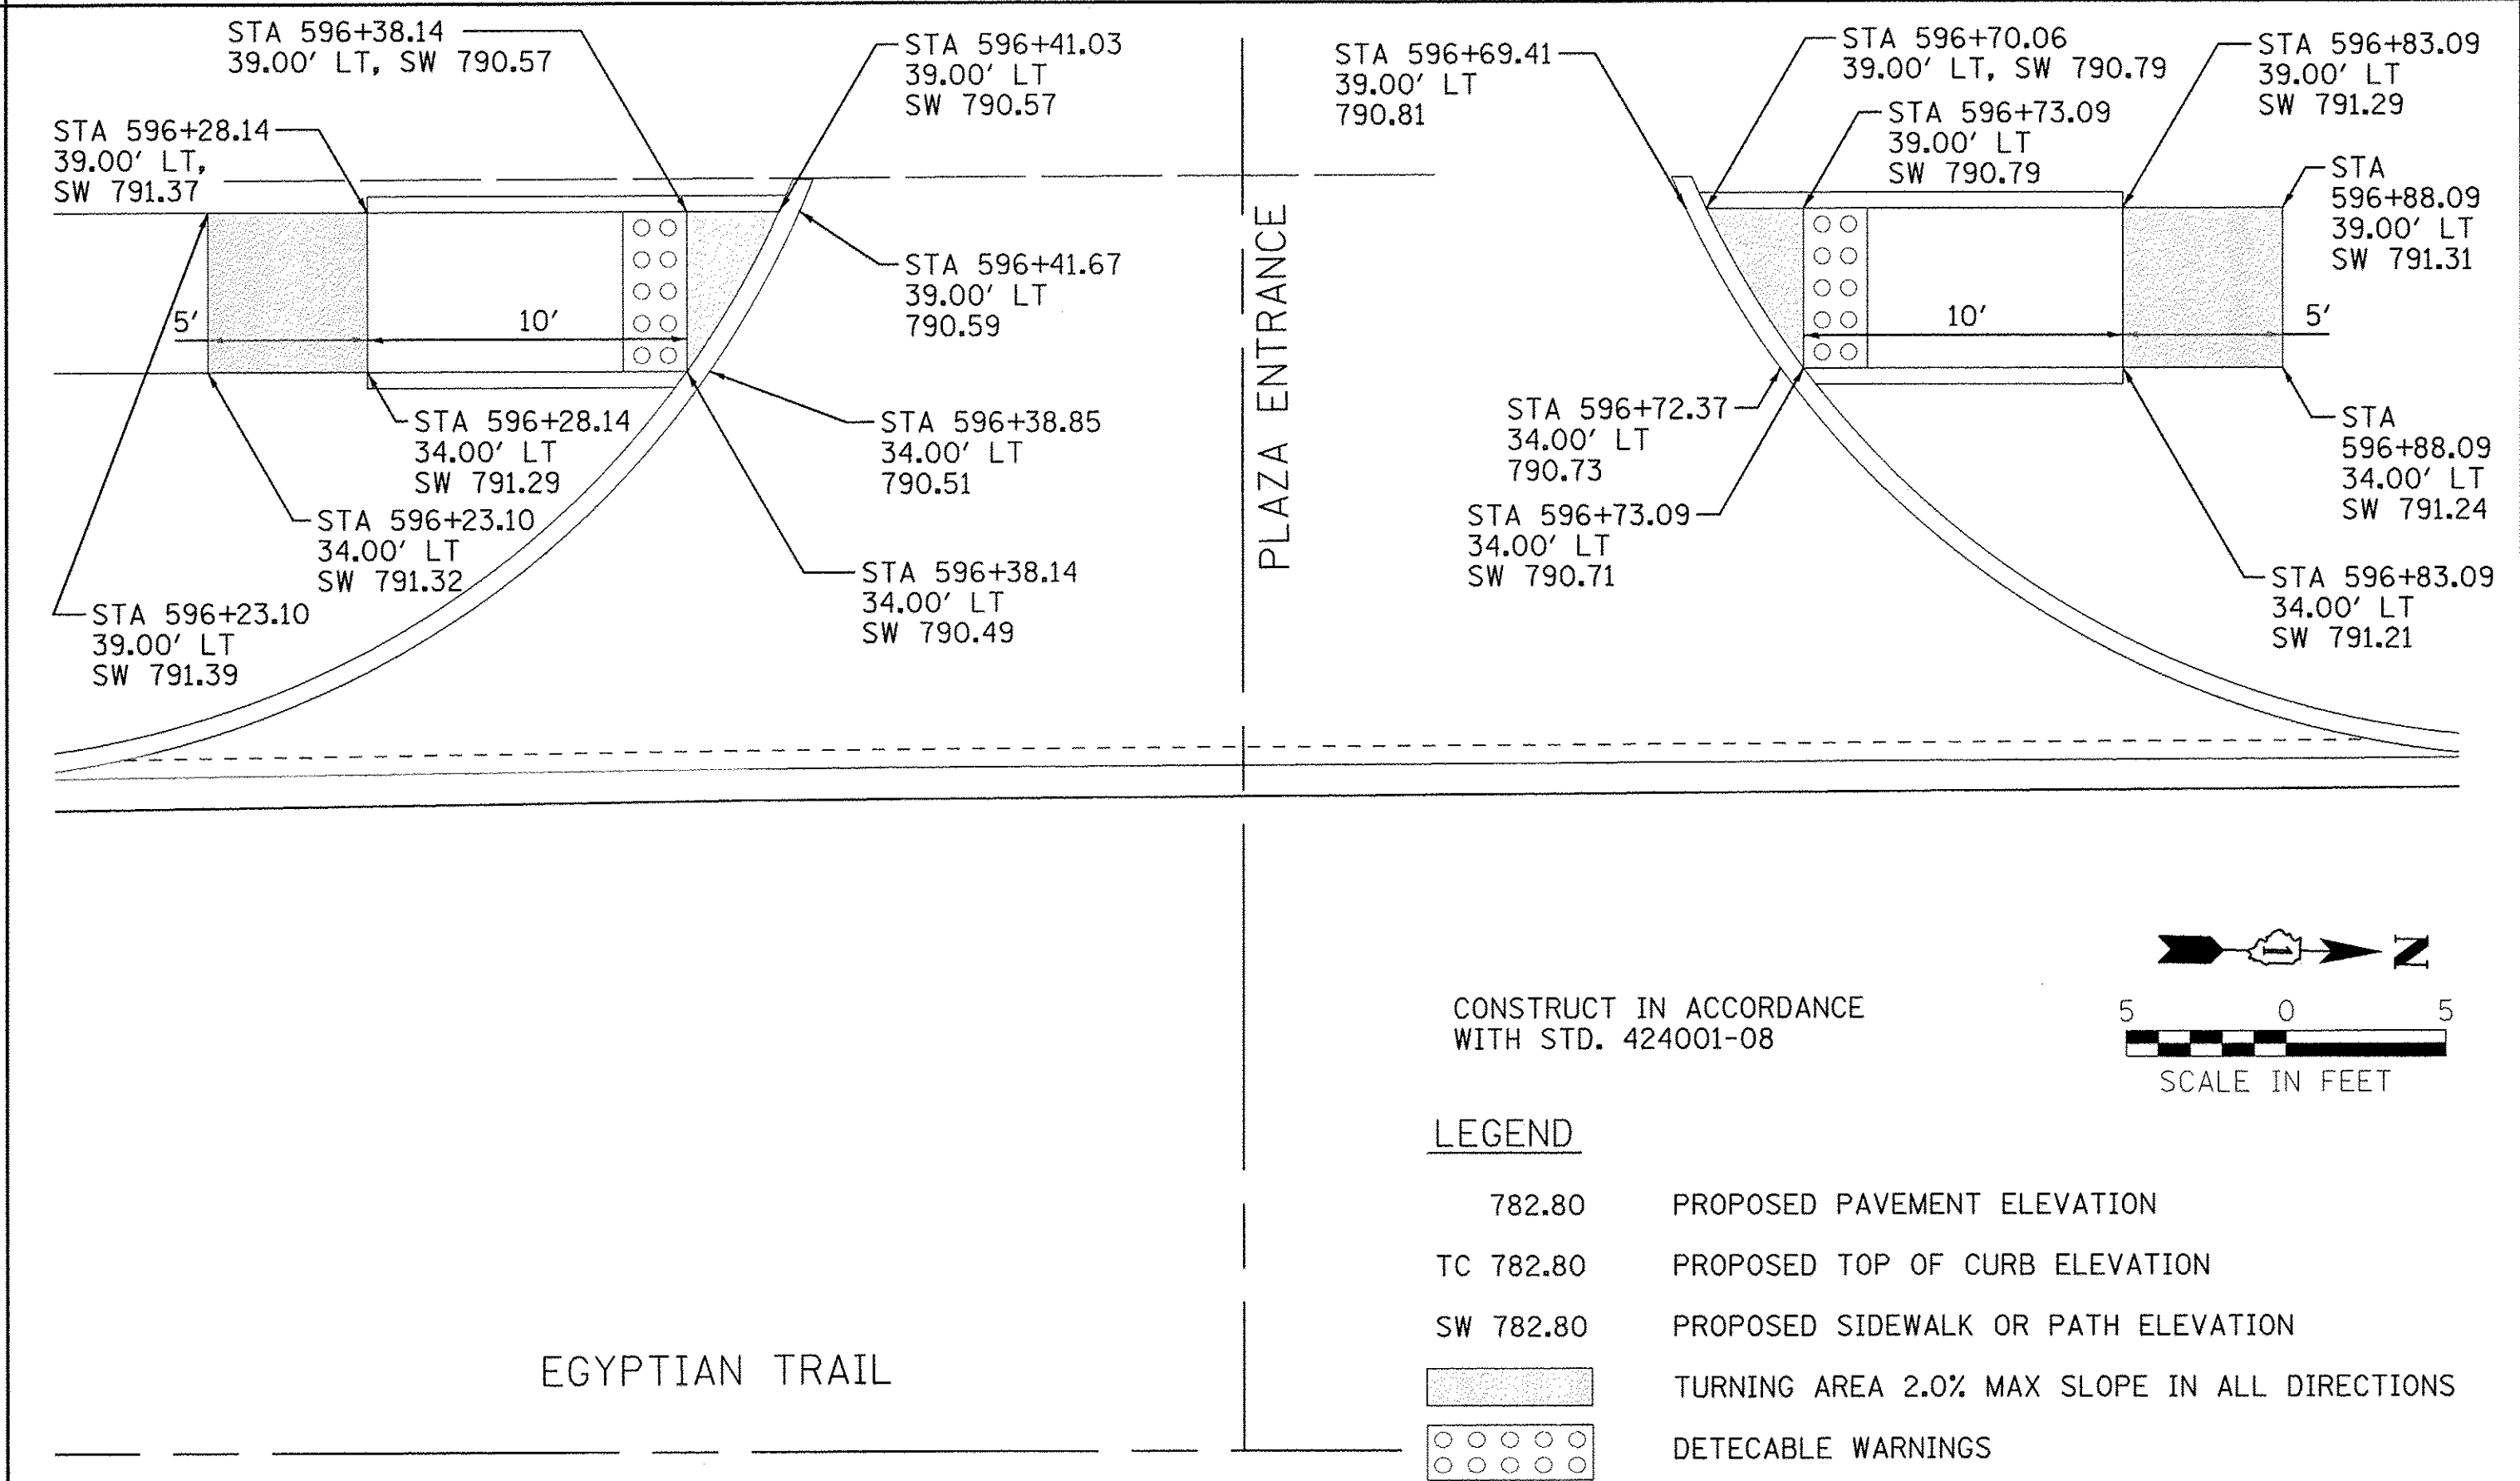 STA 596+38.14
39.00' LT, SW 790.57
STA 596+41.03
39.00' LT
SW 790.57
STA 596+28.14
39.00' LT,
SW 791.37
STA 596+41.67
39.00' LT
790.59
5'
10'
STA 596+28.14
34.00' LT
SW 791.29
STA 596+38.85
34.00' LT
790.51
STA 596+23.10
34.00' LT
SW 791.32
STA 596+38.14
34.00' LT
SW 790.49
STA 596+23.10
39.00' LT
SW 791.39
PLAZA ENTRANCE
STA 596+69.41
39.00' LT
790.81
STA 596+70.06
39.00' LT, SW 790.79
STA 596+73.09
39.00' LT
SW 790.79
STA 596+83.09
39.00' LT
SW 791.29
STA
596+88.09
39.00' LT
SW 791.31
10'
5'
STA 596+72.37
34.00' LT
790.73
STA 596+73.09
34.00' LT
SW 790.71
STA
596+88.09
34.00' LT
SW 791.24
STA 596+83.09
34.00' LT
SW 791.21
N
CONSTRUCT IN ACCORDANCE
WITH STD. 424001-08
5 0 5
SCALE IN FEET
LEGEND
782.80 PROPOSED PAVEMENT ELEVATION
TC 782.80 PROPOSED TOP OF CURB ELEVATION
SW 782.80 PROPOSED SIDEWALK OR PATH ELEVATION
TURNING AREA 2.0% MAX SLOPE IN ALL DIRECTIONS
DETECABLE WARNINGS
EGYPTIAN TRAIL